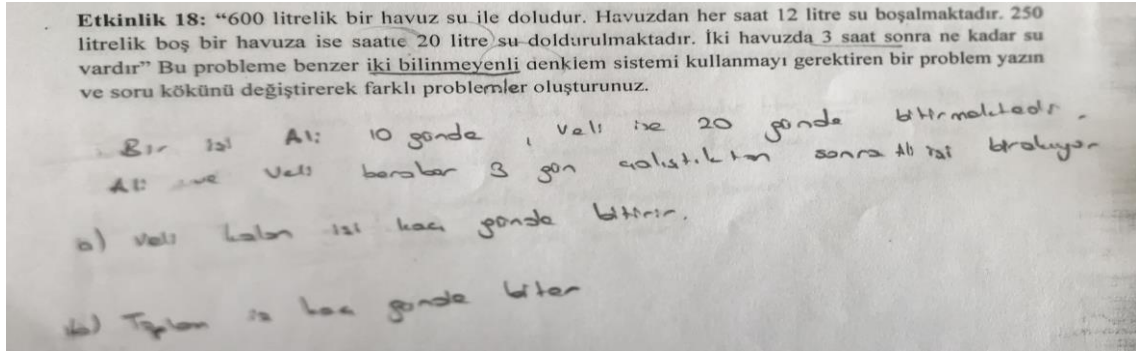 Etkinlik 18: “600 litrelik bir havuz su ile doludur. Havuzdan her saat 12 litre su boşalmaktadır. 250
litrelik boş bir havuza ise saatte 20 litre su doldurulmaktadır. İki havuzda 3 saat sonra ne kadar su
vardır” Bu probleme benzer iki bilinmeyenli denklem sistemi kullanmayı gerektiren bir problem yazın
ve soru kökünü değiştirerek farklı problemler oluşturunuz.
Bir işi Ali 10 günde, Veli ise 20 günde bitirmektedir.
Ali ve Veli beraber 3 gün çalıştıktan sonra Ali işi bırakıyor
a) Veli kalan işi kaç günde bitirir.
b) Toplam iş kaç günde biter